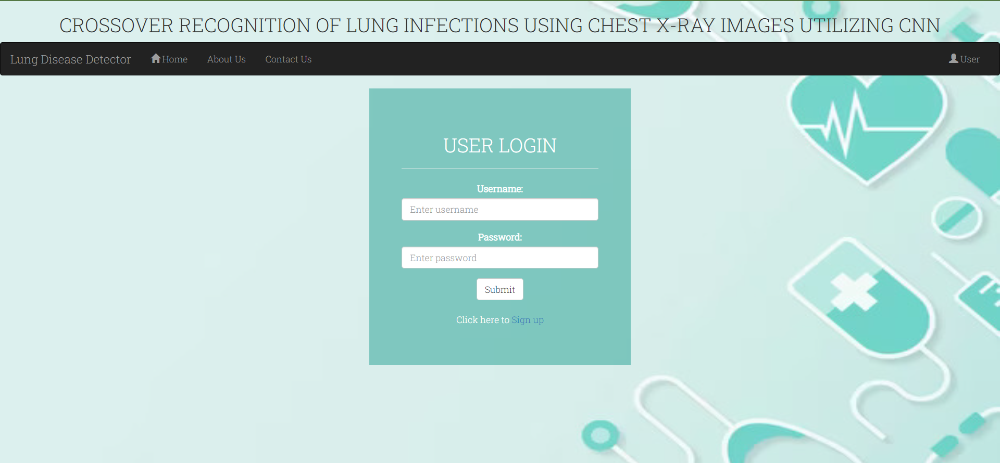 CROSSOVER RECOGNITION OF LUNG INFECTIONS USING CHEST X-RAY IMAGES UTILIZING CNN
Lung Disease Detector Home About Us Contact Us User
USER LOGIN
Username:
Enter username
Password:
Enter password
Submit
Click here to Sign up